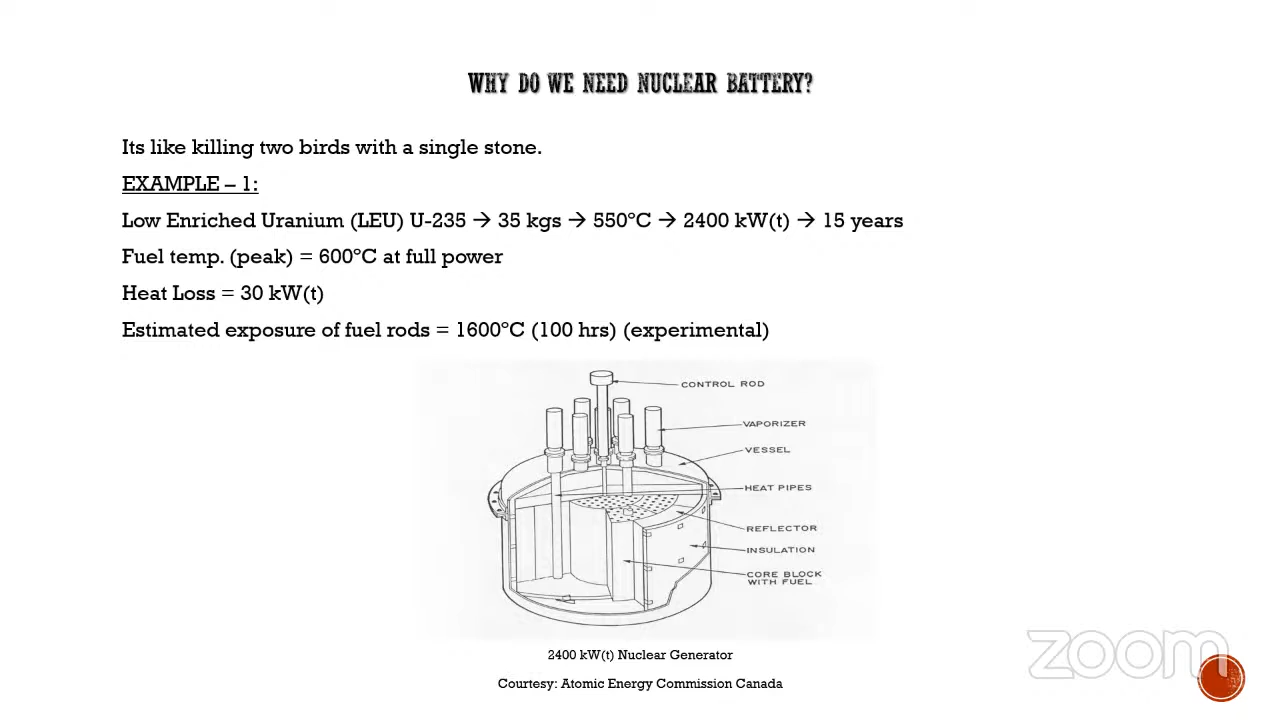 WHY DO WE NEED NUCLEAR BATTERY?
Its like killing two birds with a single stone.
EXAMPLE – 1:
Low Enriched Uranium (LEU) U-235 → 35 kgs → 550°C → 2400 kW(t) → 15 years
Fuel temp. (peak) = 600°C at full power
Heat Loss = 30 kW(t)
Estimated exposure of fuel rods = 1600°C (100 hrs) (experimental)
CONTROL ROD
VAPORIZER
VESSEL
HEAT PIPES
REFLECTOR
INSULATION
CORE BLOCK
WITH FUEL
2400 kW(t) Nuclear Generator
Courtesy: Atomic Energy Commission Canada
zoom